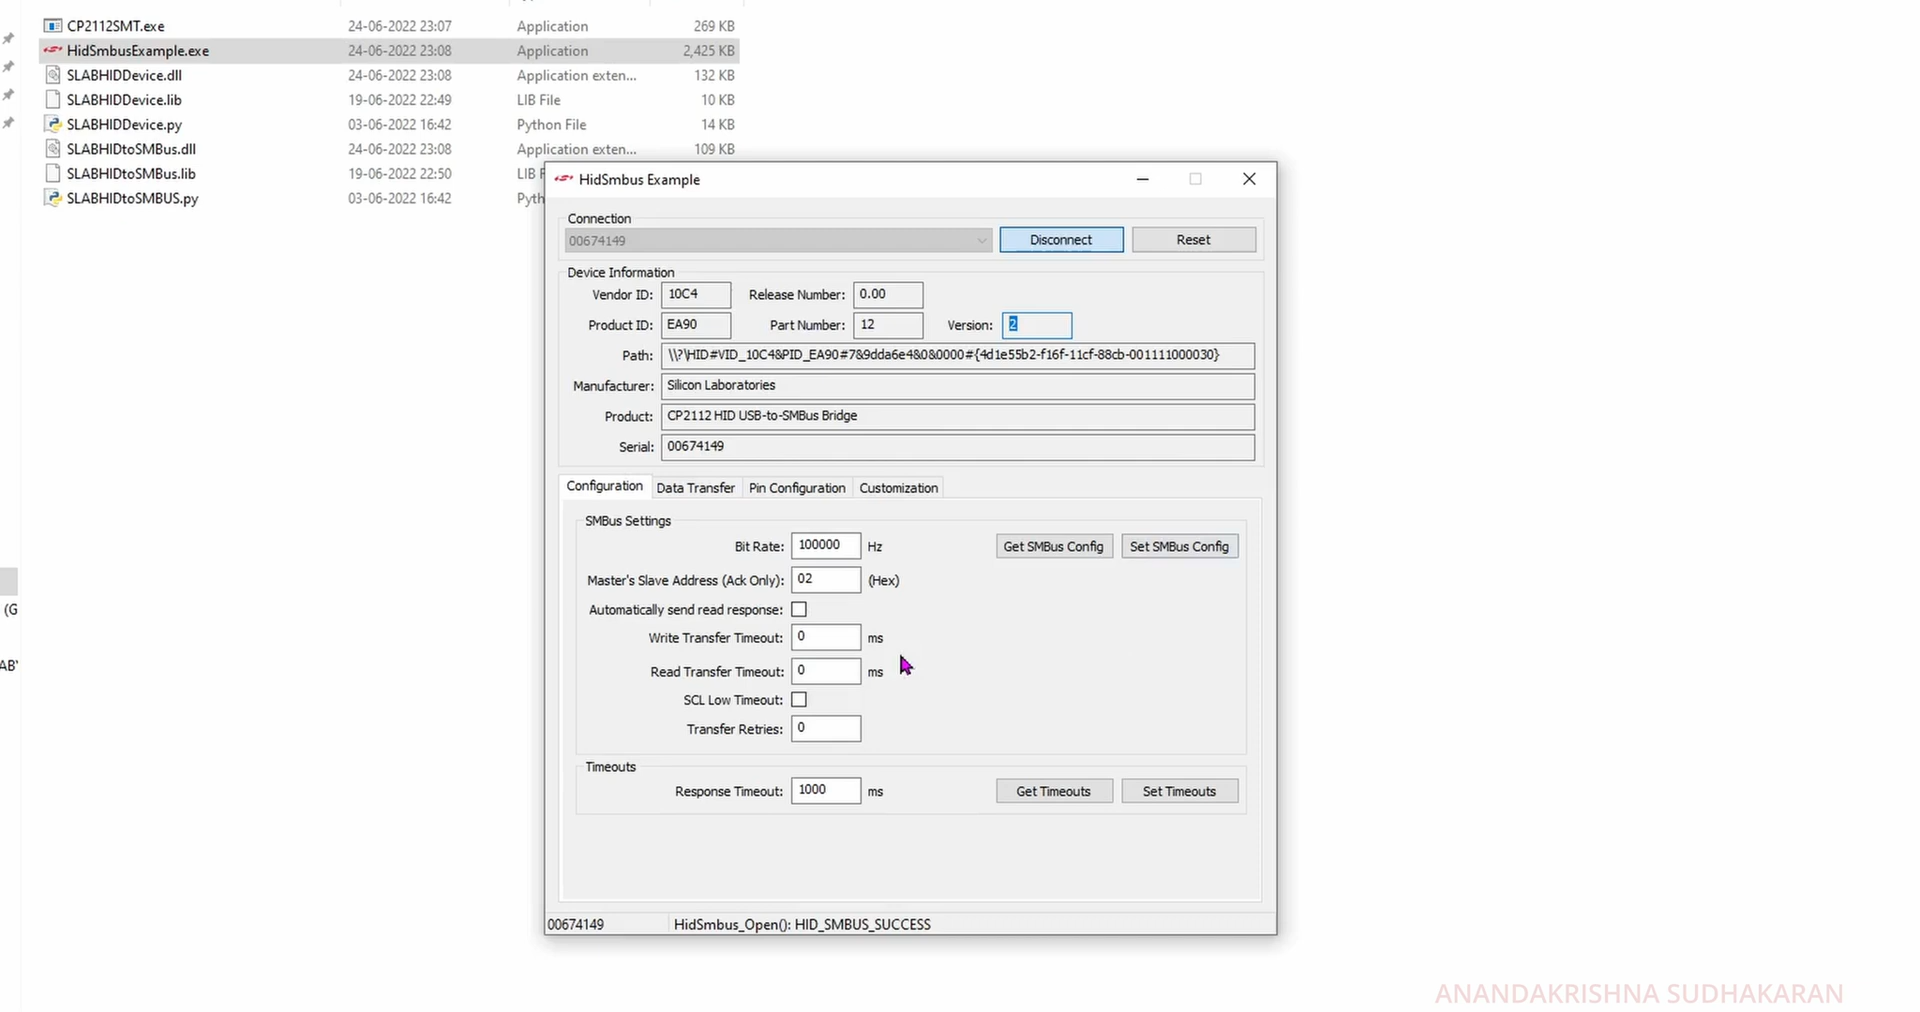 CP2112SMT.exe 24-06-2022 23:07 Application 269 KB
HidSmbusExample.exe 24-06-2022 23:08 Application 2,425 KB
SLABHIDDevice.dll 24-06-2022 23:08 Application exten... 132 KB
SLABHIDDevice.lib 19-06-2022 22:49 LIB File 10 KB
SLABHIDDevice.py 03-06-2022 16:42 Python File 14 KB
SLABHIDtoSMBus.dll 24-06-2022 23:08 Application exten... 109 KB
SLABHIDtoSMBus.lib 19-06-2022 22:50 LIB F
SLABHIDtoSMBUS.py 03-06-2022 16:42 Pyth
(G
AB'
HidSmbus Example
Connection
00674149 Disconnect Reset
Device Information
Vendor ID: 10C4 Release Number: 0.00
Product ID: EA90 Part Number: 12 Version: 2
Path: \\?\HID#VID_10C4&PID_EA90#7&9dda6e4&0&0000#{4d1e55b2-f16f-11cf-88cb-001111000030}
Manufacturer: Silicon Laboratories
Product: CP2112 HID USB-to-SMBus Bridge
Serial: 00674149
Configuration Data Transfer Pin Configuration Customization
SMBus Settings
Bit Rate: 100000 Hz Get SMBus Config Set SMBus Config
Master's Slave Address (Ack Only): 02 (Hex)
Automatically send read response:
Write Transfer Timeout: 0 ms
Read Transfer Timeout: 0 ms
SCL Low Timeout:
Transfer Retries: 0
Timeouts
Response Timeout: 1000 ms Get Timeouts Set Timeouts
00674149 HidSmbus_Open(): HID_SMBUS_SUCCESS
ANANDAKRISHNA SUDHAKARAN